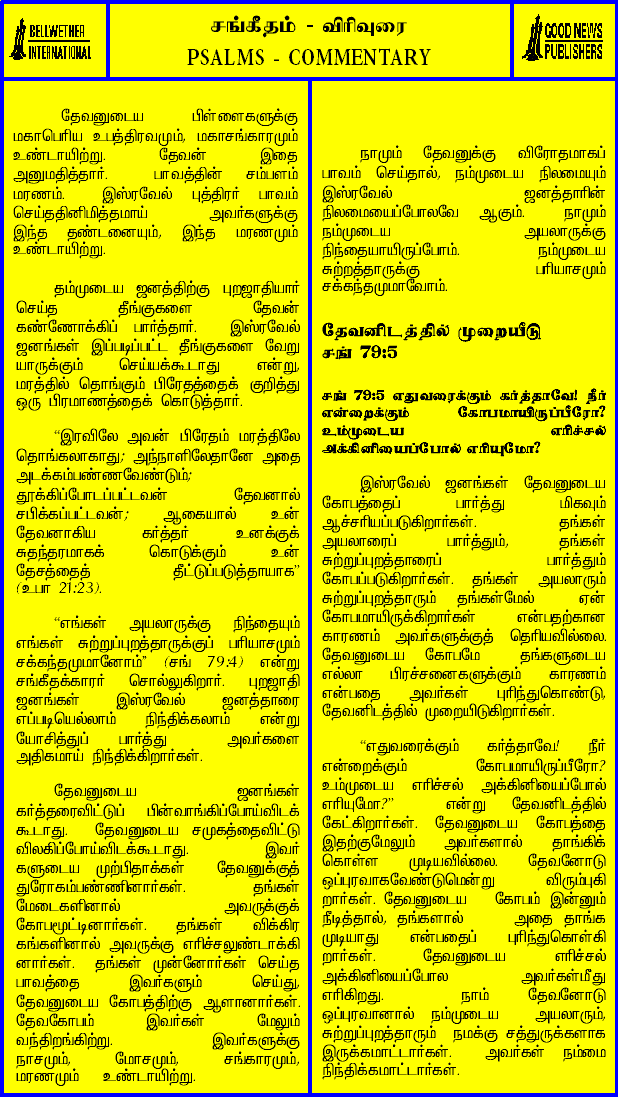 BELLWETHER
INTERNATIONAL
சங்கீதம் - விரிவுரை
PSALMS - COMMENTARY
GOOD NEWS
PUBLISHERS
தேவனுடைய பிள்ளைகளுக்கு
மகாபெரிய உபத்திரவமும், மகாசங்காரமும்
உண்டாயிற்று. தேவன் இதை
அனுமதித்தார். பாவத்தின் சம்பளம்
மரணம். இஸ்ரவேல் புத்திரர் பாவம்
செய்ததினிமித்தமாய் அவர்களுக்கு
இந்த தண்டனையும், இந்த மரணமும்
உண்டாயிற்று.
தம்முடைய ஜனத்திற்கு புறஜாதியார்
செய்த தீங்குகளை தேவன்
கண்ணோக்கிப் பார்த்தார். இஸ்ரவேல்
ஜனங்கள் இப்படிப்பட்ட தீங்குகளை வேறு
யாருக்கும் செய்யக்கூடாது என்று,
மரத்தில் தொங்கும் பிரேதத்தைக் குறித்து
ஒரு பிரமாணத்தைக் கொடுத்தார்.
“இரவிலே அவன் பிரேதம் மரத்திலே
தொங்கலாகாது; அந்நாளிலேதானே அதை
அடக்கம்பண்ணவேண்டும்;
தூக்கிப்போடப்பட்டவன் தேவனால்
சபிக்கப்பட்டவன்; ஆகையால் உன்
தேவனாகிய கர்த்தர் உனக்குச்
சுதந்தரமாகக் கொடுக்கும் உன்
தேசத்தைத் தீட்டுப்படுத்தாயாக”
(உபா 21:23).
“எங்கள் அயலாருக்கு நிந்தையும்
எங்கள் சுற்றுப்புறத்தாருக்குப் பரியாசமும்
சக்கந்தமுமானோம்” (சங் 79:4) என்று
சங்கீதக்காரர் சொல்லுகிறார். புறஜாதி
ஜனங்கள் இஸ்ரவேல் ஜனத்தாரை
எப்படியெல்லாம் நிந்திக்கலாம் என்று
யோசித்துப் பார்த்து அவர்களை
அதிகமாய் நிந்திக்கிறார்கள்.
தேவனுடைய ஜனங்கள்
கர்த்தரைவிட்டுப் பின்வாங்கிப்போய்விடக்
கூடாது. தேவனுடைய சமுகத்தைவிட்டு
விலகிப்போய்விடக்கூடாது. இவர்
களுடைய முற்பிதாக்கள் தேவனுக்குத்
துரோகம்பண்ணினார்கள். தங்கள்
மேடைகளினால் அவருக்குக்
கோபமூட்டினார்கள். தங்கள் விக்கிர
கங்களினால் அவருக்கு எரிச்சலுண்டாக்கி
னார்கள். தங்கள் முன்னோர்கள் செய்த
பாவத்தை இவர்களும் செய்து,
தேவனுடைய கோபத்திற்கு ஆளானார்கள்.
தேவகோபம் இவர்கள் மேலும்
வந்திறங்கிற்று. இவர்களுக்கு
நாசமும், மோசமும், சங்காரமும்,
மரணமும் உண்டாயிற்று.
நாமும் தேவனுக்கு விரோதமாகப்
பாவம் செய்தால், நம்முடைய நிலமையும்
இஸ்ரவேல் ஜனத்தாரின்
நிலமையைப்போலவே ஆகும். நாமும்
நம்முடைய அயலாருக்கு
நிந்தையாயிருப்போம். நம்முடைய
சுற்றத்தாருக்கு பரியாசமும்
சக்கந்தமுமாவோம்.
தேவனிடத்தில் முறையீடு
சங் 79:5
சங் 79:5 எதுவரைக்கும் கர்த்தாவே! நீர்
என்றைக்கும் கோபமாயிருப்பீரோ?
உம்முடைய எரிச்சல்
அக்கினியைப்போல் எரியுமோ?
இஸ்ரவேல் ஜனங்கள் தேவனுடைய
கோபத்தைப் பார்த்து மிகவும்
ஆச்சரியப்படுகிறார்கள். தங்கள்
அயலாரைப் பார்த்தும், தங்கள்
சுற்றுப்புறத்தாரைப் பார்த்தும்
கோபப்படுகிறார்கள். தங்கள் அயலாரும்
சுற்றுப்புறத்தாரும் தங்கள்மேல் ஏன்
கோபமாயிருக்கிறார்கள் என்பதற்கான
காரணம் அவர்களுக்குத் தெரியவில்லை.
தேவனுடைய கோபமே தங்களுடைய
எல்லா பிரச்சனைகளுக்கும் காரணம்
என்பதை அவர்கள் புரிந்துகொண்டு,
தேவனிடத்தில் முறையிடுகிறார்கள்.
“எதுவரைக்கும் கர்த்தாவே! நீர்
என்றைக்கும் கோபமாயிருப்பீரோ?
உம்முடைய எரிச்சல் அக்கினியைப்போல்
எரியுமோ?” என்று தேவனிடத்தில்
கேட்கிறார்கள். தேவனுடைய கோபத்தை
இதற்குமேலும் அவர்களால் தாங்கிக்
கொள்ள முடியவில்லை. தேவனோடு
ஒப்புரவாகவேண்டுமென்று விரும்புகி
றார்கள். தேவனுடைய கோபம் இன்னும்
நீடித்தால், தங்களால் அதை தாங்க
முடியாது என்பதைப் புரிந்துகொள்கி
றார்கள். தேவனுடைய எரிச்சல்
அக்கினியைப்போல அவர்கள்மீது
எரிகிறது. நாம் தேவனோடு
ஒப்புரவானால் நம்முடைய அயலாரும்,
சுற்றுப்புறத்தாரும் நமக்கு சத்துருக்களாக
இருக்கமாட்டார்கள். அவர்கள் நம்மை
நிந்திக்கமாட்டார்கள்.